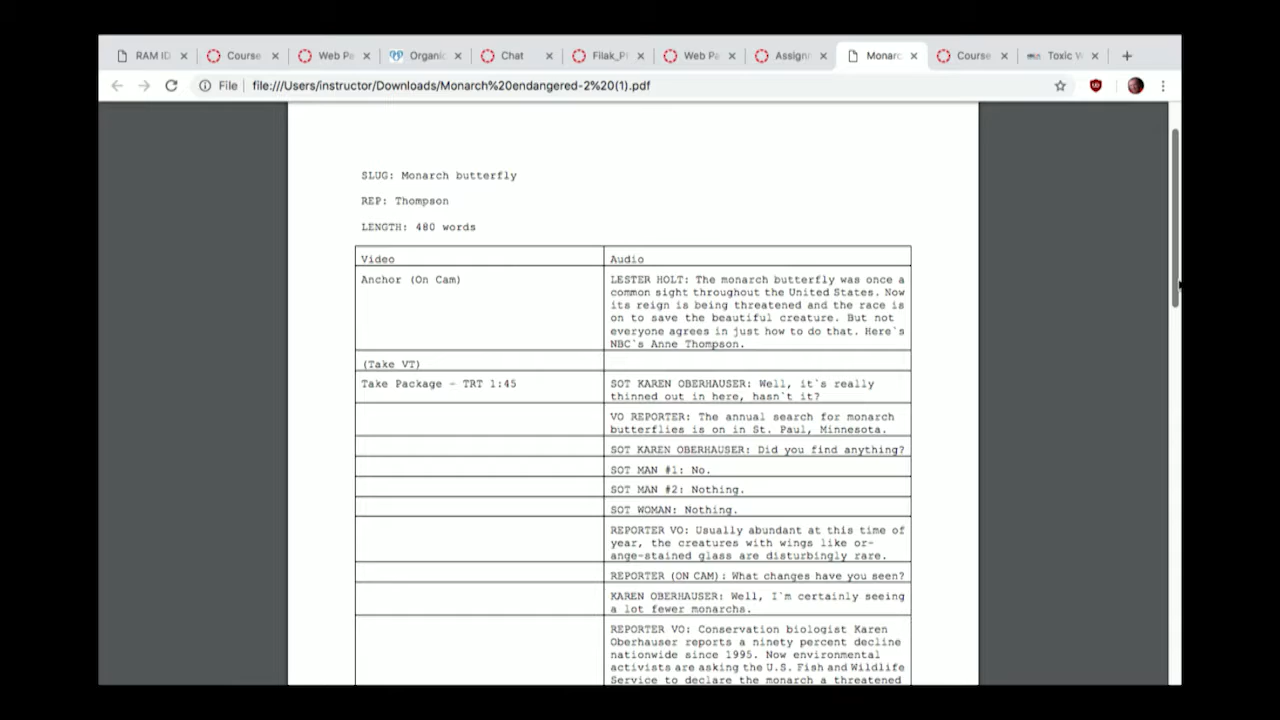 RAM ID
Course
Web Pa
Organic
Chat
Filak_P
Web Pa
Assign
Monarc
Course
Toxic V
File
file:///Users/instructor/Downloads/Monarch%20endangered-2%20(1).pdf
SLUG: Monarch butterfly
REP: Thompson
LENGTH: 480 words
Video
Audio
Anchor (On Cam)
LESTER HOLT: The monarch butterfly was once a
common sight throughout the United States. Now
its reign is being threatened and the race is
on to save the beautiful creature. But not
everyone agrees in just how to do that. Here`s
NBC`s Anne Thompson.
(Take VT)
Take Package - TRT 1:45
SOT KAREN OBERHAUSER: Well, it`s really
thinned out in here, hasn`t it?
VO REPORTER: The annual search for monarch
butterflies is on in St. Paul, Minnesota.
SOT KAREN OBERHAUSER: Did you find anything?
SOT MAN #1: No.
SOT MAN #2: Nothing.
SOT WOMAN: Nothing.
REPORTER VO: Usually abundant at this time of
year, the creatures with wings like or-
ange-stained glass are disturbingly rare.
REPORTER (ON CAM): What changes have you seen?
KAREN OBERHAUSER: Well, I`m certainly seeing
a lot fewer monarchs.
REPORTER VO: Conservation biologist Karen
Oberhauser reports a ninety percent decline
nationwide since 1995. Now environmental
activists are asking the U.S. Fish and Wildlife
Service to declare the monarch a threatened